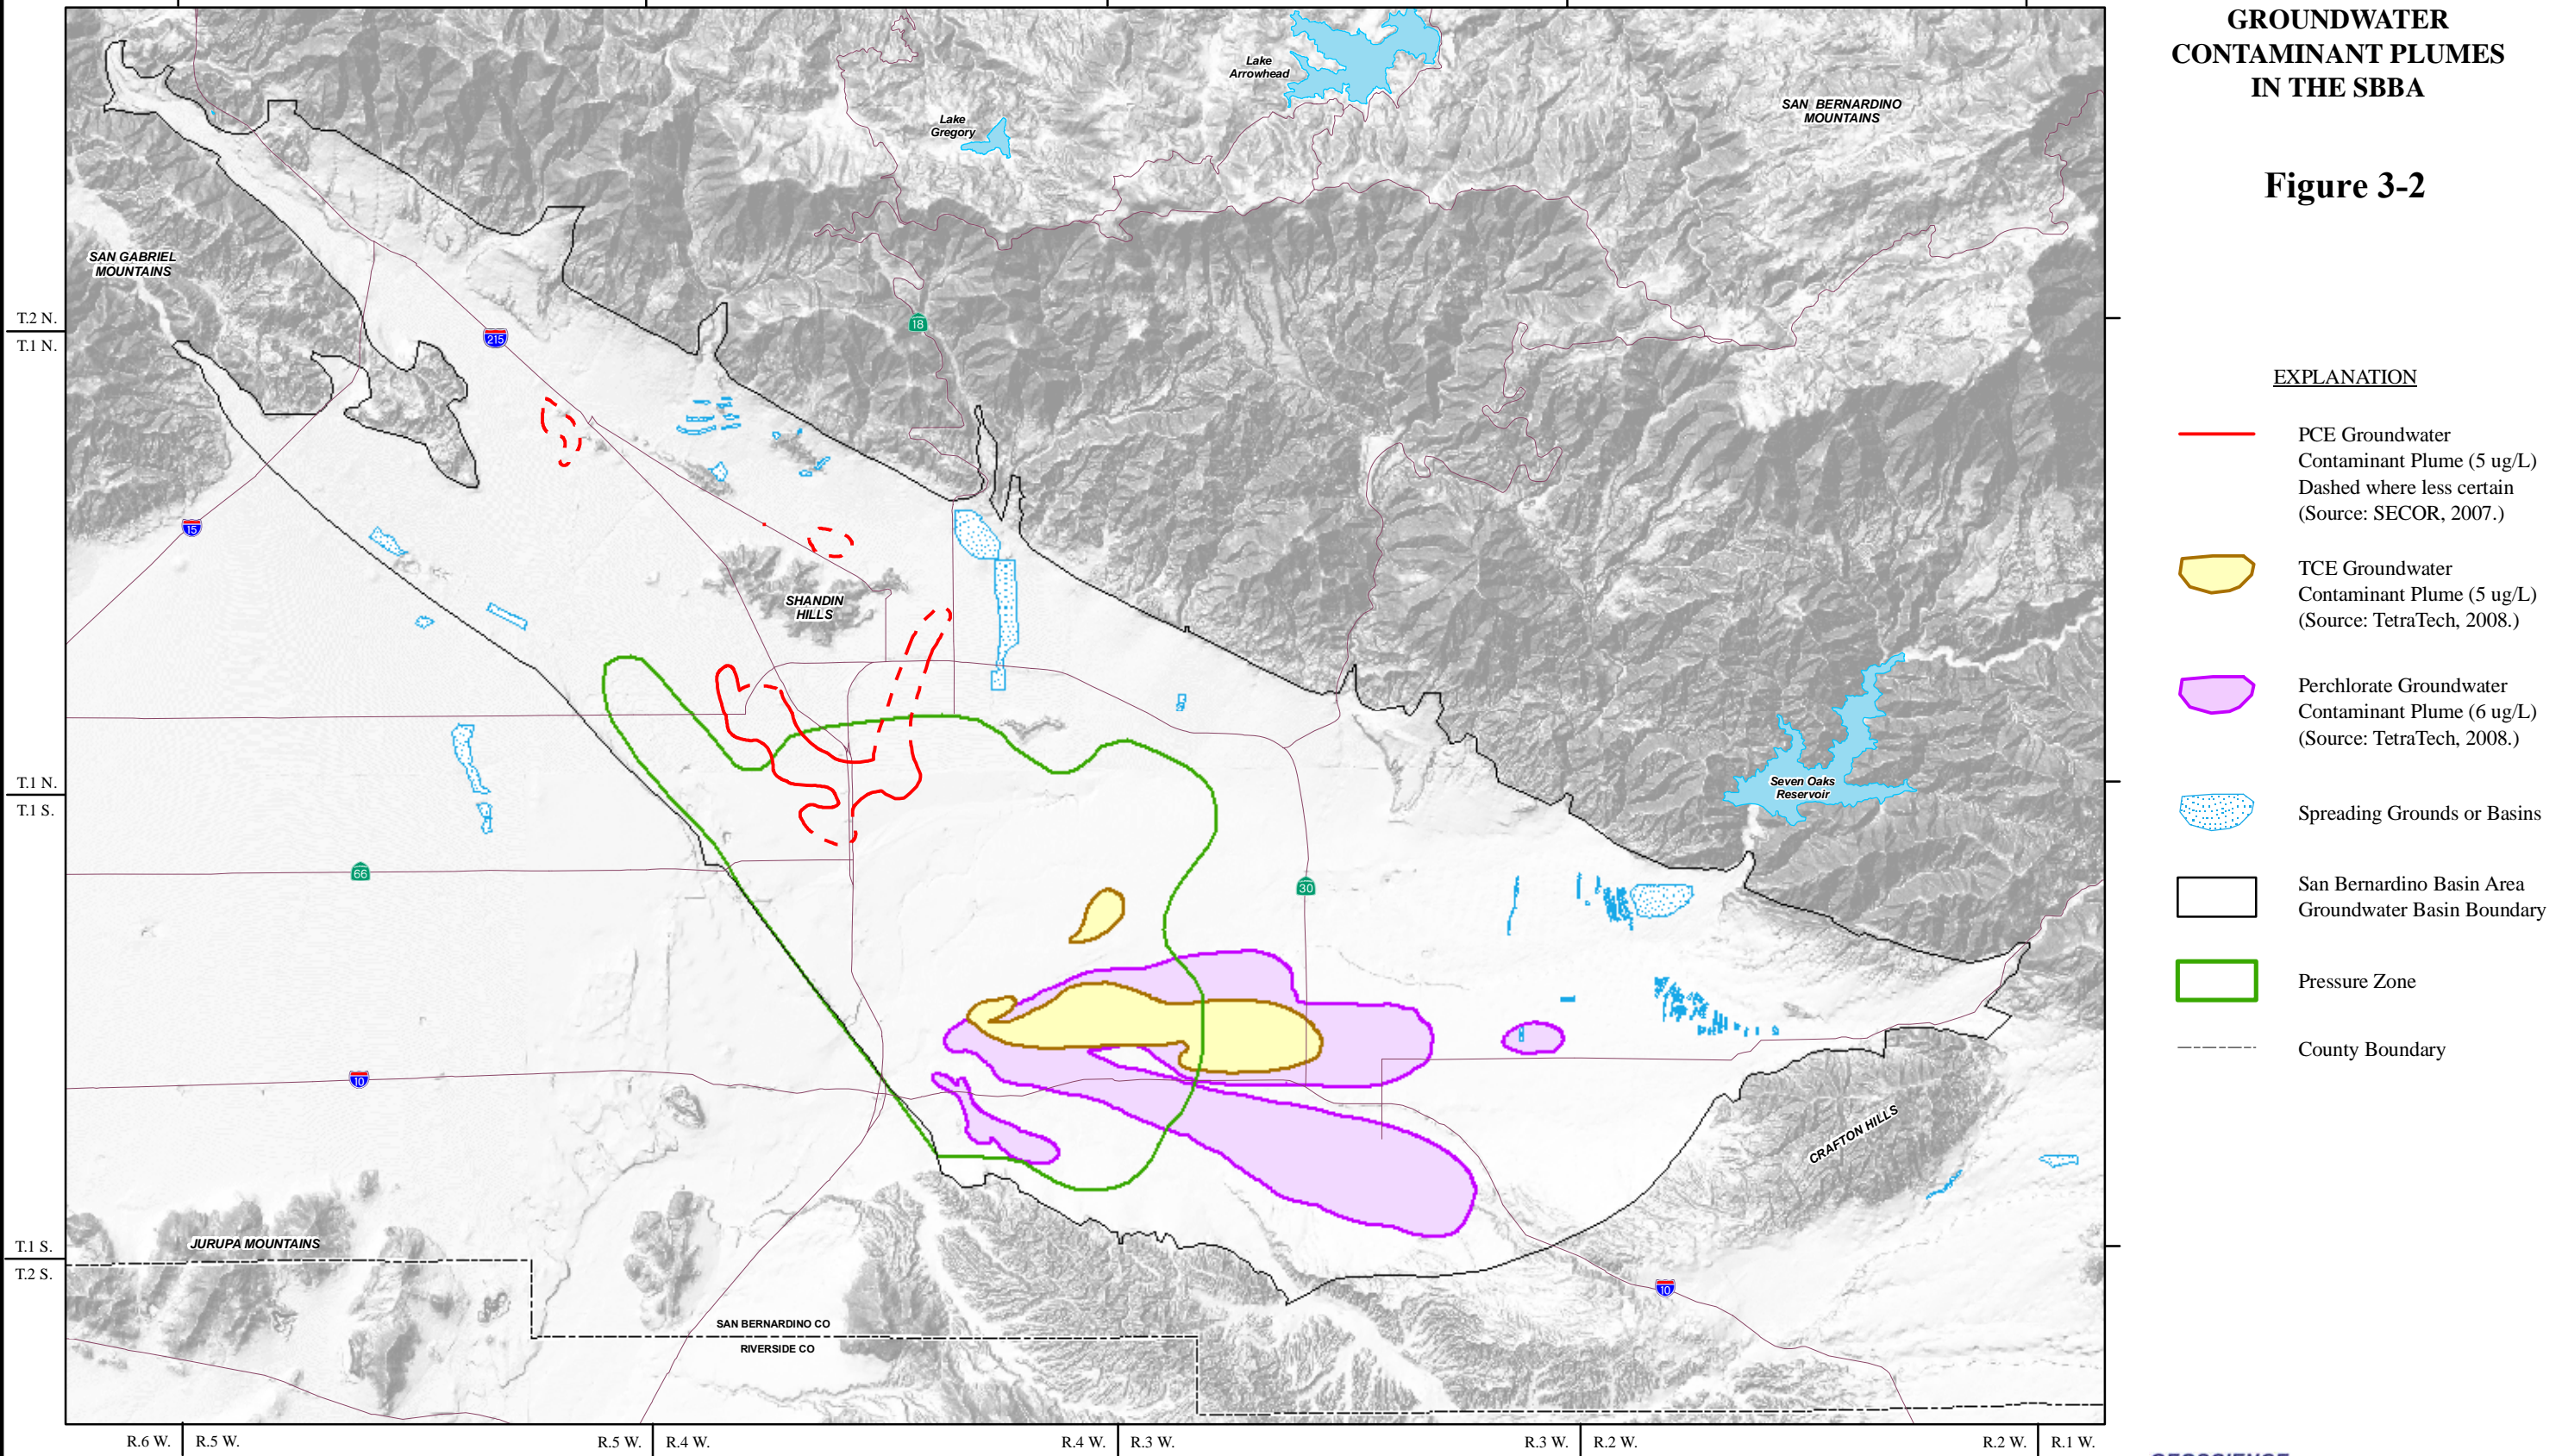 GROUNDWATER
CONTAMINANT PLUMES
IN THE SBBA
Figure 3-2
EXPLANATION
PCE Groundwater
Contaminant Plume (5 ug/L)
Dashed where less certain
(Source: SECOR, 2007.)
TCE Groundwater
Contaminant Plume (5 ug/L)
(Source: TetraTech, 2008.)
Perchlorate Groundwater
Contaminant Plume (6 ug/L)
(Source: TetraTech, 2008.)
Spreading Grounds or Basins
San Bernardino Basin Area
Groundwater Basin Boundary
Pressure Zone
County Boundary
Lake
Arrowhead
Lake
Gregory
SAN BERNARDINO
MOUNTAINS
SAN GABRIEL
MOUNTAINS
T.2 N.
T.1 N.
18
215
15
SHANDIN
HILLS
Seven Oaks
Reservoir
T.1 N.
T.1 S.
66
30
10
CRAFTON HILLS
JURUPA MOUNTAINS
T.1 S.
T.2 S.
10
SAN BERNARDINO CO
RIVERSIDE CO
R.6 W.
R.5 W.
R.5 W.
R.4 W.
R.4 W.
R.3 W.
R.3 W.
R.2 W.
R.2 W.
R.1 W.